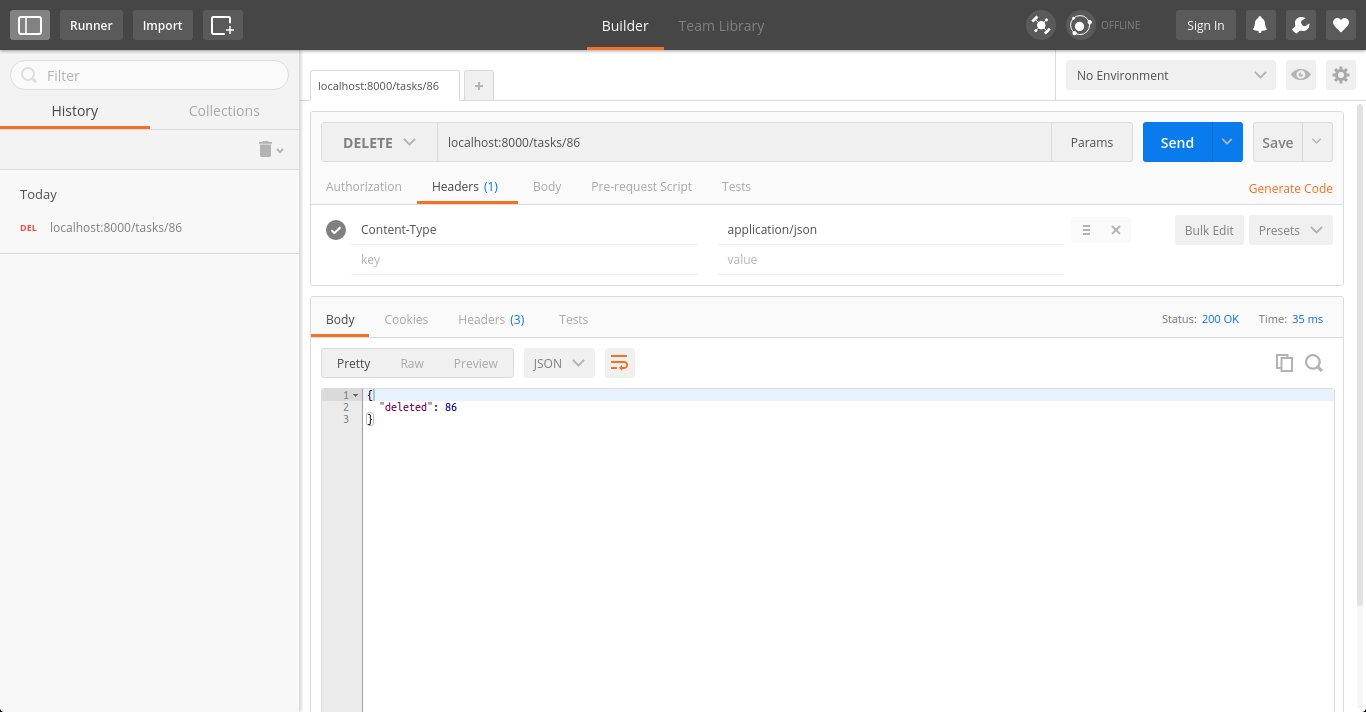 Runner Import Builder Team Library OFFLINE Sign In
Filter
History Collections
Today
DEL localhost:8000/tasks/86
localhost:8000/tasks/86 + No Environment
DELETE localhost:8000/tasks/86 Params Send Save
Authorization Headers (1) Body Pre-request Script Tests Generate Code
Content-Type application/json Bulk Edit Presets
key value
Body Cookies Headers (3) Tests Status: 200 OK Time: 35 ms
Pretty Raw Preview JSON
1 {
2 "deleted": 86
3 }